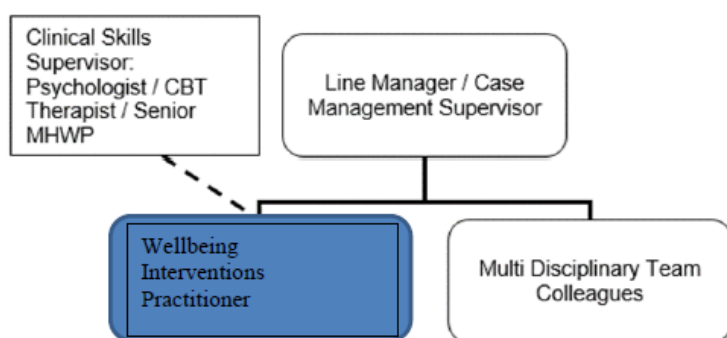 Clinical Skills
Supervisor:
Psychologist / CBT
Therapist / Senior
MHWP
Line Manager / Case
Management Supervisor
Wellbeing
Interventions
Practitioner
Multi Disciplinary Team
Colleagues